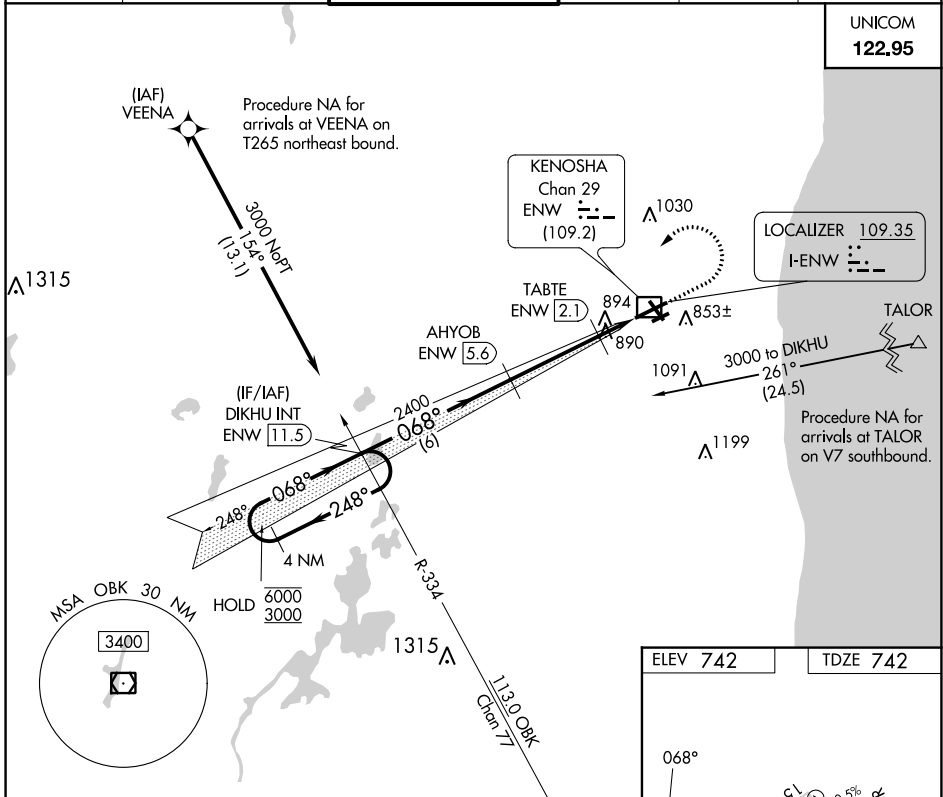 UNICOM
122.95
(IAF)
VEENA
Procedure NA for
arrivals at VEENA on
T265 northeast bound.
3000 NoPT
154°
(13.1)
KENOSHA
Chan 29
ENW
(109.2)
1030
LOCALIZER 109.35
I-ENW
1315
TABTE
ENW 2.1
894
853±
890
TALOR
AHYOB
ENW 5.6
1091
3000 to DIKHU
261°
(24.5)
(IF/IAF)
DIKHU INT
ENW 11.5
2400
068°
(6)
Procedure NA for
arrivals at TALOR
on V7 southbound.
1199
068°
248°
248°
4 NM
HOLD 6000
3000
R-334
MSA OBK 30 NM
3400
1315
113.0 OBK
Chan 77
ELEV 742
TDZE 742
068°